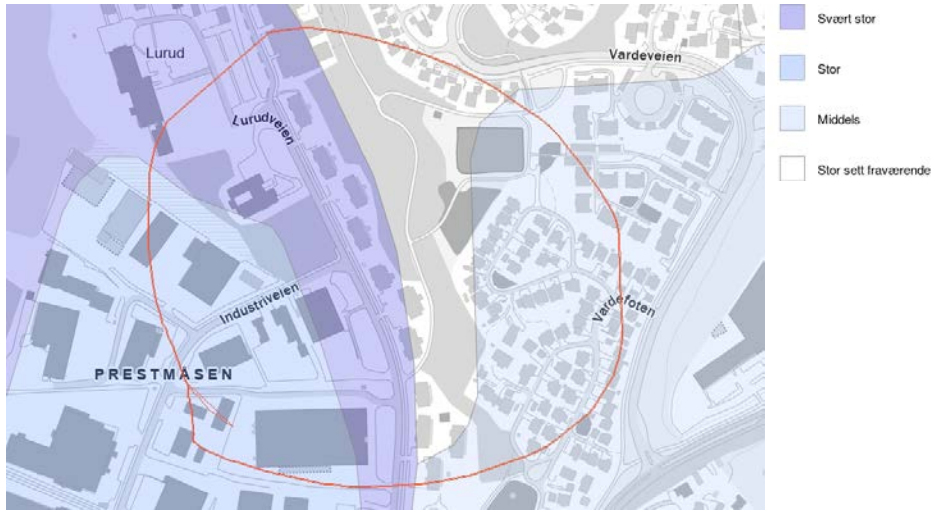 Lurud
Vardeveien
Lurudveien
Industriveien
Vardefoten
PRESTMÅSEN
Svært stor
Stor
Middels
Stor sett fraværende